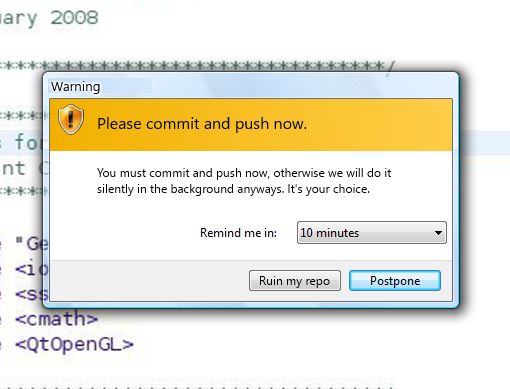 uary 2008
************************************/
Warning
Please commit and push now.
You must commit and push now, otherwise we will do it
silently in the background anyways. It's your choice.
Remind me in: 10 minutes
Ruin my repo Postpone
for
nt C
e "Ge
e <io
e <ss
e <cmath>
e <QtOpenGL>